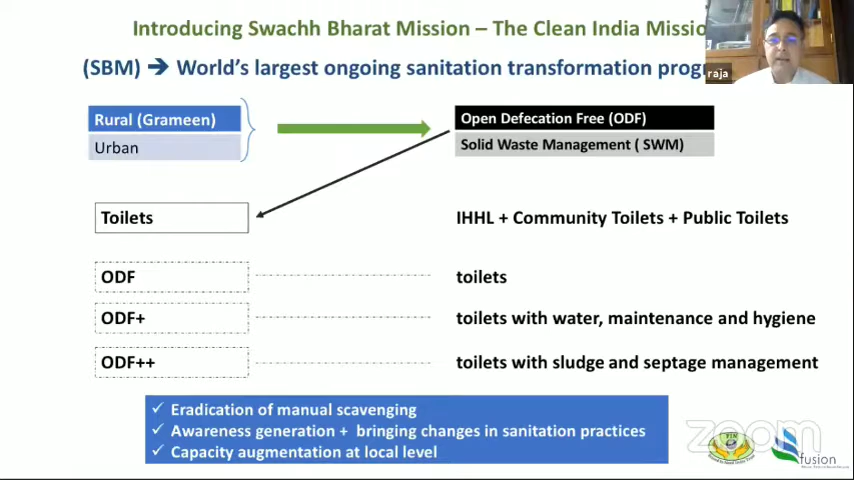 Introducing Swachh Bharat Mission – The Clean India Missio
(SBM) ➔ World's largest ongoing sanitation transformation prog
raja
Rural (Grameen)
Urban
Open Defecation Free (ODF)
Solid Waste Management ( SWM)
Toilets
IHHL + Community Toilets + Public Toilets
ODF
toilets
ODF+
toilets with water, maintenance and hygiene
ODF++
toilets with sludge and septage management
✓ Eradication of manual scavenging
✓ Awareness generation + bringing changes in sanitation practices
✓ Capacity augmentation at local level
zoom
fusion